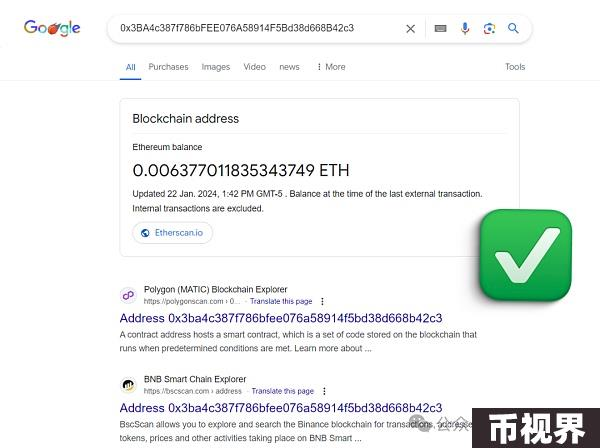 Google
0x3BA4c387f786bFEE076A58914F5Bd38d668B42c3
All Purchases Images Video news More Tools
Blockchain address
Ethereum balance
0.006377011835343749 ETH
Updated 22 Jan. 2024, 1:42 PM GMT-5 . Balance at the time of the last external transaction.
Internal transactions are excluded.
Etherscan.io
Polygon (MATIC) Blockchain Explorer
https://polygonscan.com › 0... · Translate this page
Address 0x3ba4c387f786bfee076a58914f5bd38d668b42c3
A contract address hosts a smart contract, which is a set of code stored on the blockchain that
runs when predetermined conditions are met. Learn more about ...
BNB Smart Chain Explorer
https://bscscan.com › address · Translate this page
Address 0x3ba4c387f786bfee076a58914f5bd38d668b42c3
BscScan allows you to explore and search the Binance blockchain for transactions, addresses,
tokens, prices and other activities taking place on BNB Smart ...
公众
币视界